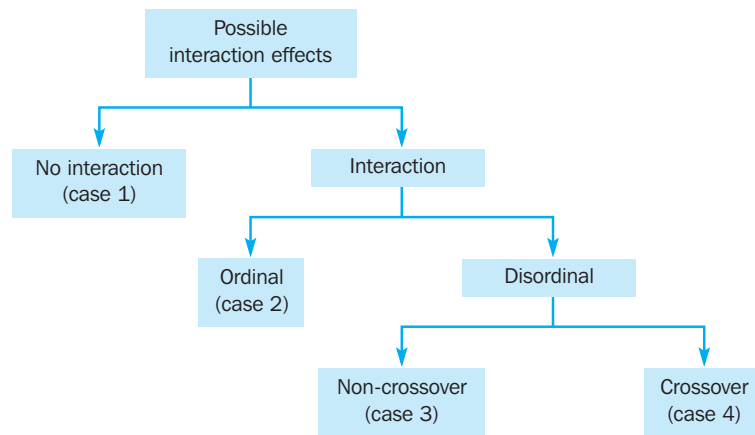 Possible
interaction effects
No interaction
(case 1)
Interaction
Ordinal
(case 2)
Disordinal
Non-crossover
(case 3)
Crossover
(case 4)